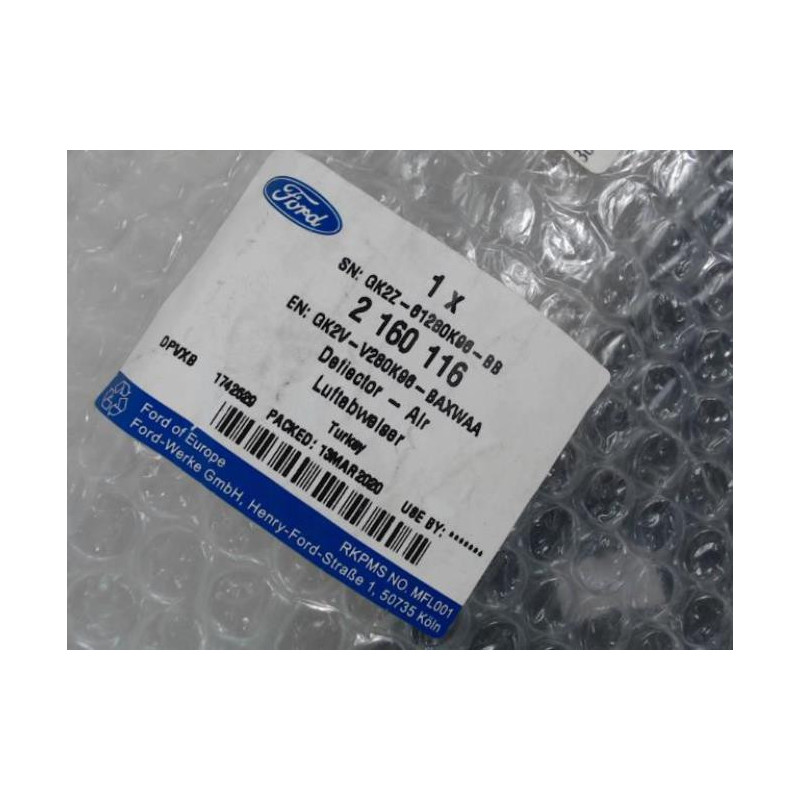 Ford
1 X
SN: GK2Z-61280K96-BB
2 160 116
EN: GK2V-V280K96-BAXWAA
Deflector - Air
Luftabweiser
Turkey
DPVXB
1742689
PACKED: 13MAR2020
USE BY: *******
RKPMS NO. MFL001
Ford of Europe
Ford-Werke GmbH, Henry-Ford-Straße 1, 50735 Köln